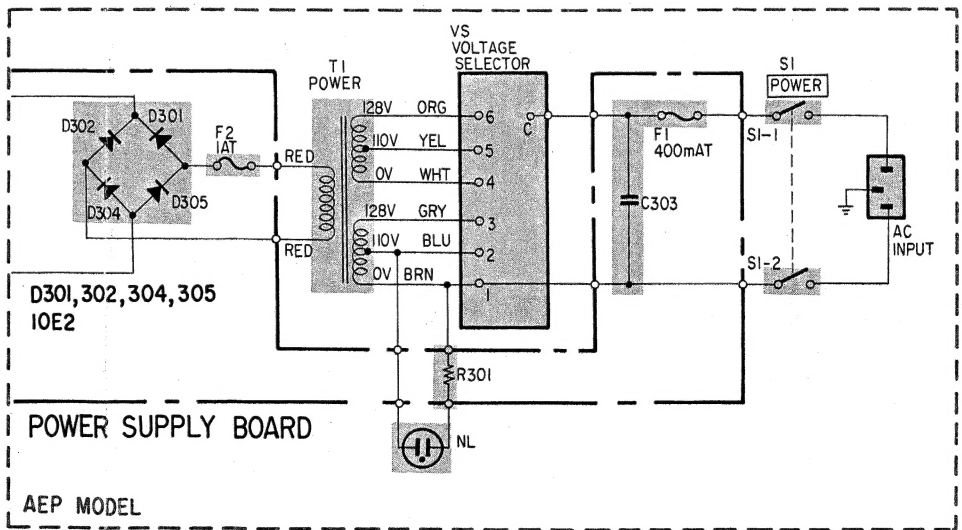 VS
VOLTAGE
SELECTOR
T1
POWER
S1
POWER
D302
D301
F2
1AT
128V ORG
6
C
F1
400mAT
S1-1
RED
110V YEL
5
0V WHT
4
D304
D305
128V GRY
3
C303
AC
INPUT
RED
110V BLU
2
S1-2
0V BRN
1
D301,302,304,305
10E2
R301
POWER SUPPLY BOARD
NL
AEP MODEL